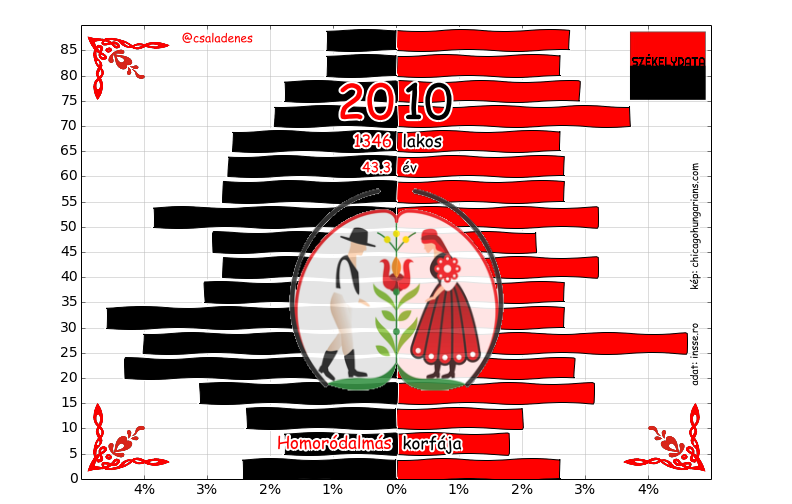 @csaladenes
SZÉKELYDATA
2010
1346 lakos
43.3 év
kép: chicagohungarians.com
adat: insse.ro
Homoródalmás korfája
85
80
75
70
65
60
55
50
45
40
35
30
25
20
15
10
5
0
4% 3% 2% 1% 0% 1% 2% 3% 4%